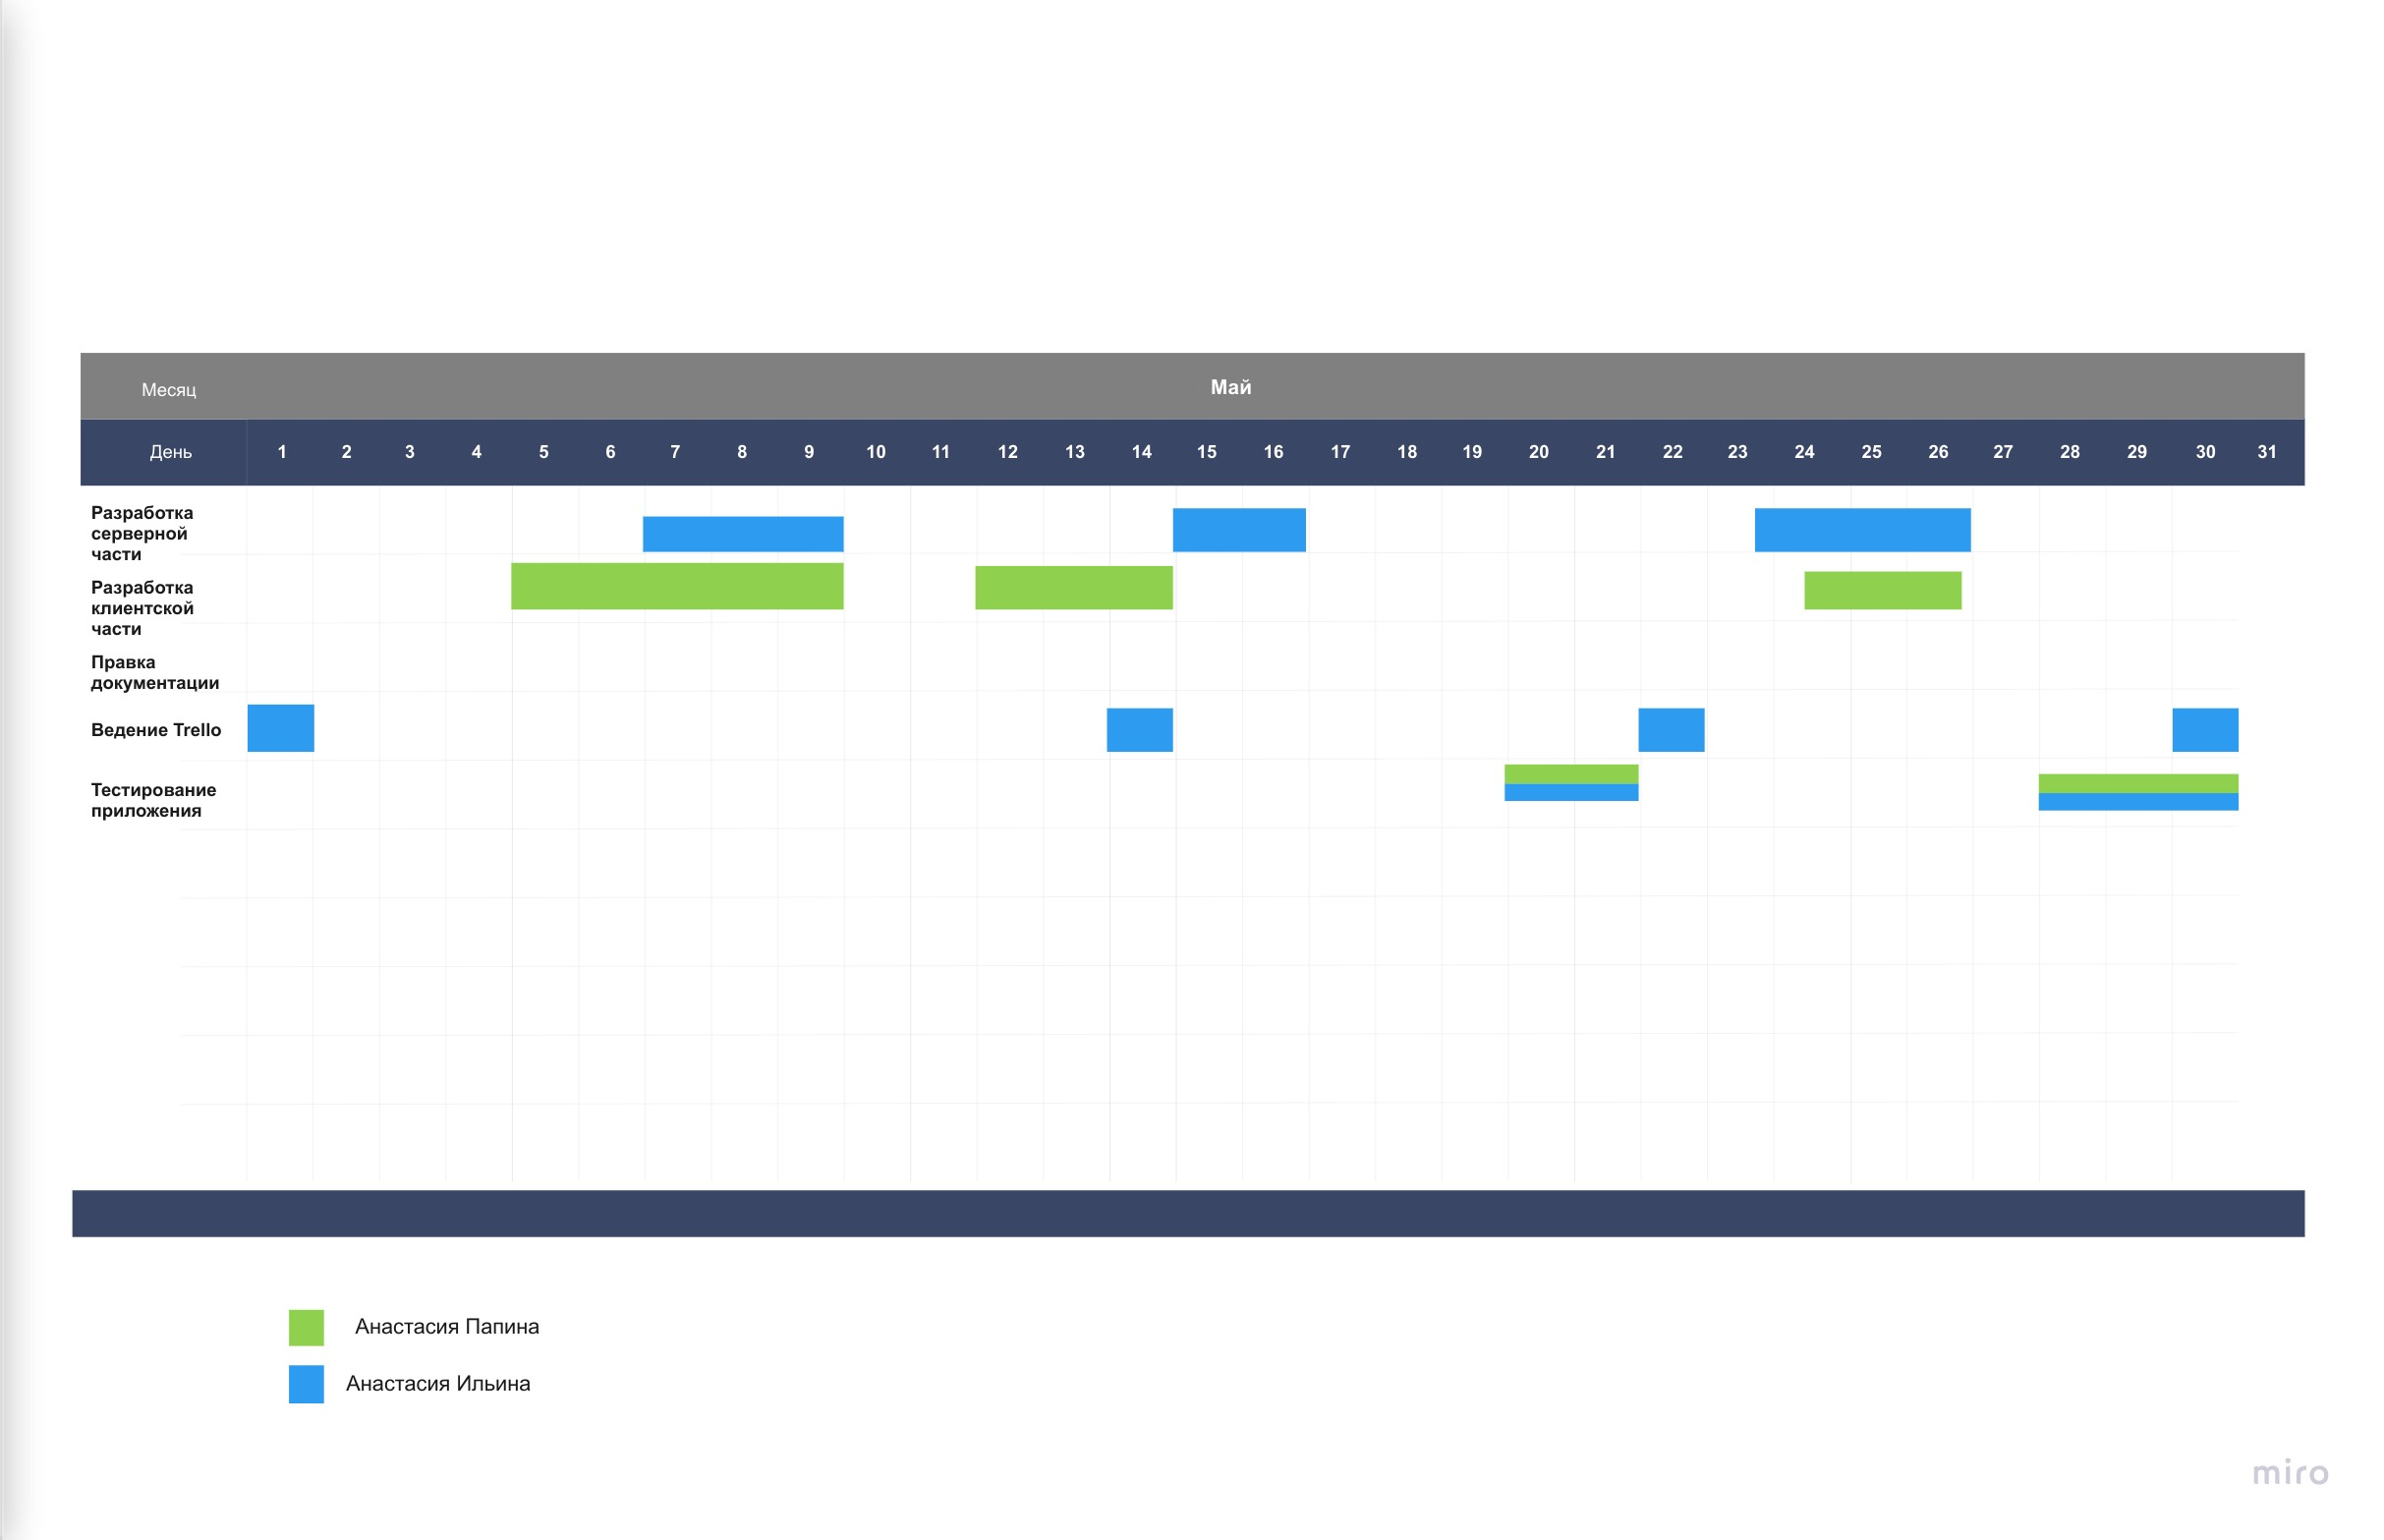 Месяц Май
День 1 2 3 4 5 6 7 8 9 10 11 12 13 14 15 16 17 18 19 20 21 22 23 24 25 26 27 28 29 30 31
Разработка
серверной
части
Разработка
клиентской
части
Правка
документации
Ведение Trello
Тестирование
приложения
Анастасия Папина
Анастасия Ильина
miro